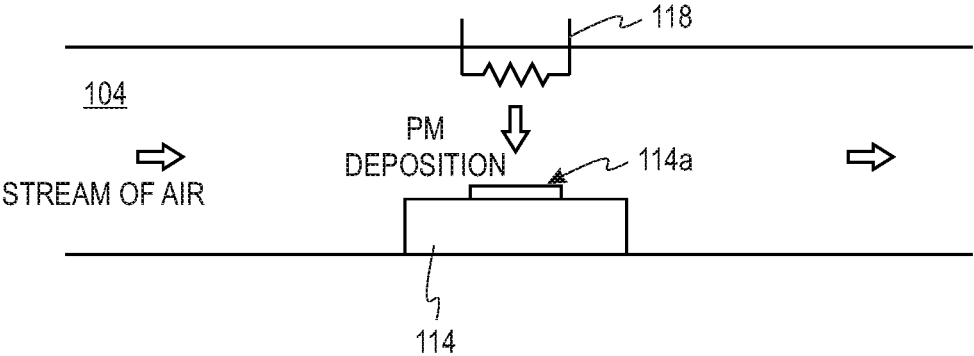 118
104
PM
DEPOSITION
114a
STREAM OF AIR
114